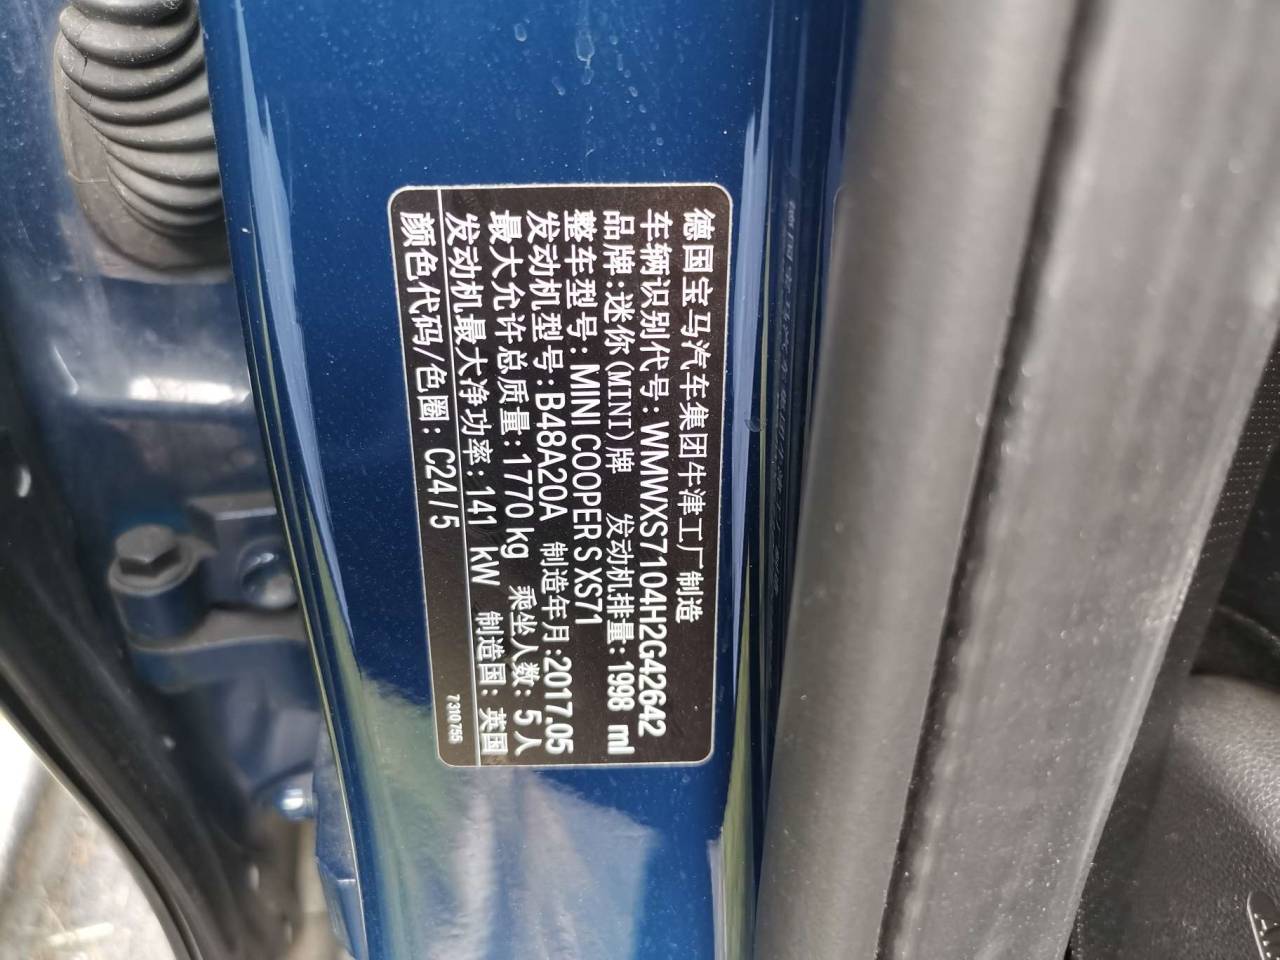 德国宝马汽车集团牛津工厂制造
车辆识别代号: WMWXS7104H2G42642
品牌:迷你(MINI)牌 发动机排量: 1998 ml
整车型号: MINI COOPER S XS71
发动机型号: B48A20A 制造年月:2017.05
最大允许总质量: 1770 kg 乘坐人数: 5人
发动机最大净功率: 141 kW 制造国: 英国
颜色代码/色圈: C24/5
7310755